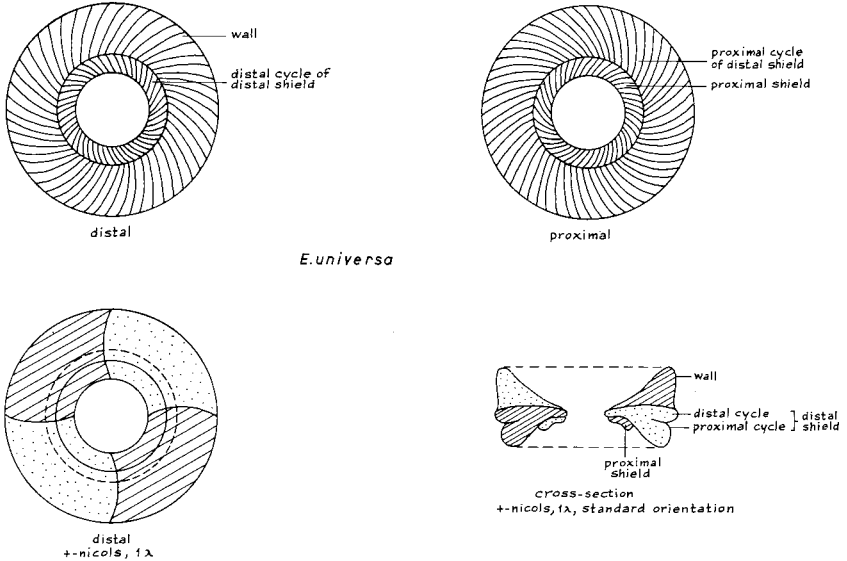 wall
distal cycle of
distal shield
distal
proximal cycle
of distal shield
proximal shield
proximal
E.universa
distal
+-nicols, 1λ
wall
distal cycle
proximal cycle
distal
shield
proximal
shield
cross-section
+-nicols, 1λ, standard orientation